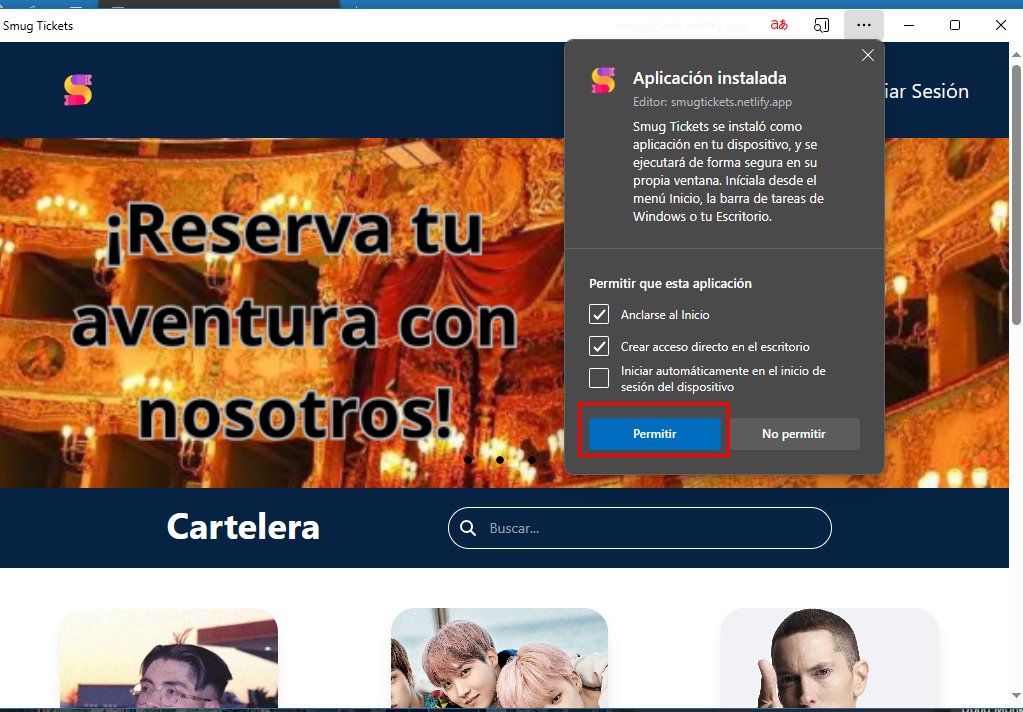 Smug Tickets
smugtickets.netlify.app
aあ
Aplicación instalada
Editor: smugtickets.netlify.app
Smug Tickets se instaló como
aplicación en tu dispositivo, y se
ejecutará de forma segura en su
propia ventana. Iníciala desde el
menú Inicio, la barra de tareas de
Windows o tu Escritorio.
iar Sesión
¡Reserva tu
aventura con
nosotros!
Permitir que esta aplicación
Anclarse al Inicio
Crear acceso directo en el escritorio
Iniciar automáticamente en el inicio de
sesión del dispositivo
Permitir
No permitir
Cartelera
Buscar...